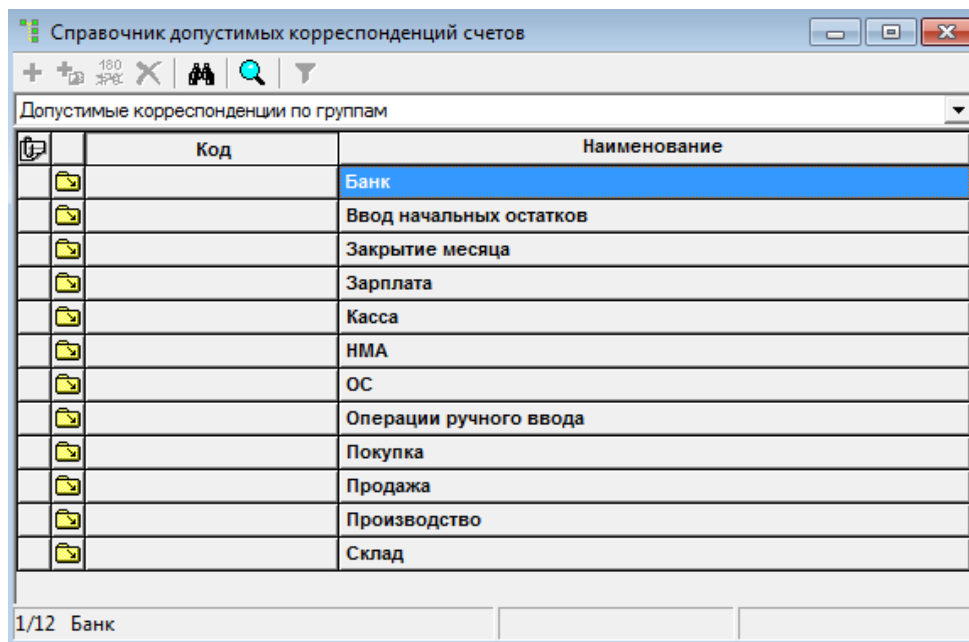 Справочник допустимых корреспонденций счетов
Допустимые корреспонденции по группам
Код Наименование
Банк
Ввод начальных остатков
Закрытие месяца
Зарплата
Касса
НМА
ОС
Операции ручного ввода
Покупка
Продажа
Производство
Склад
1/12 Банк